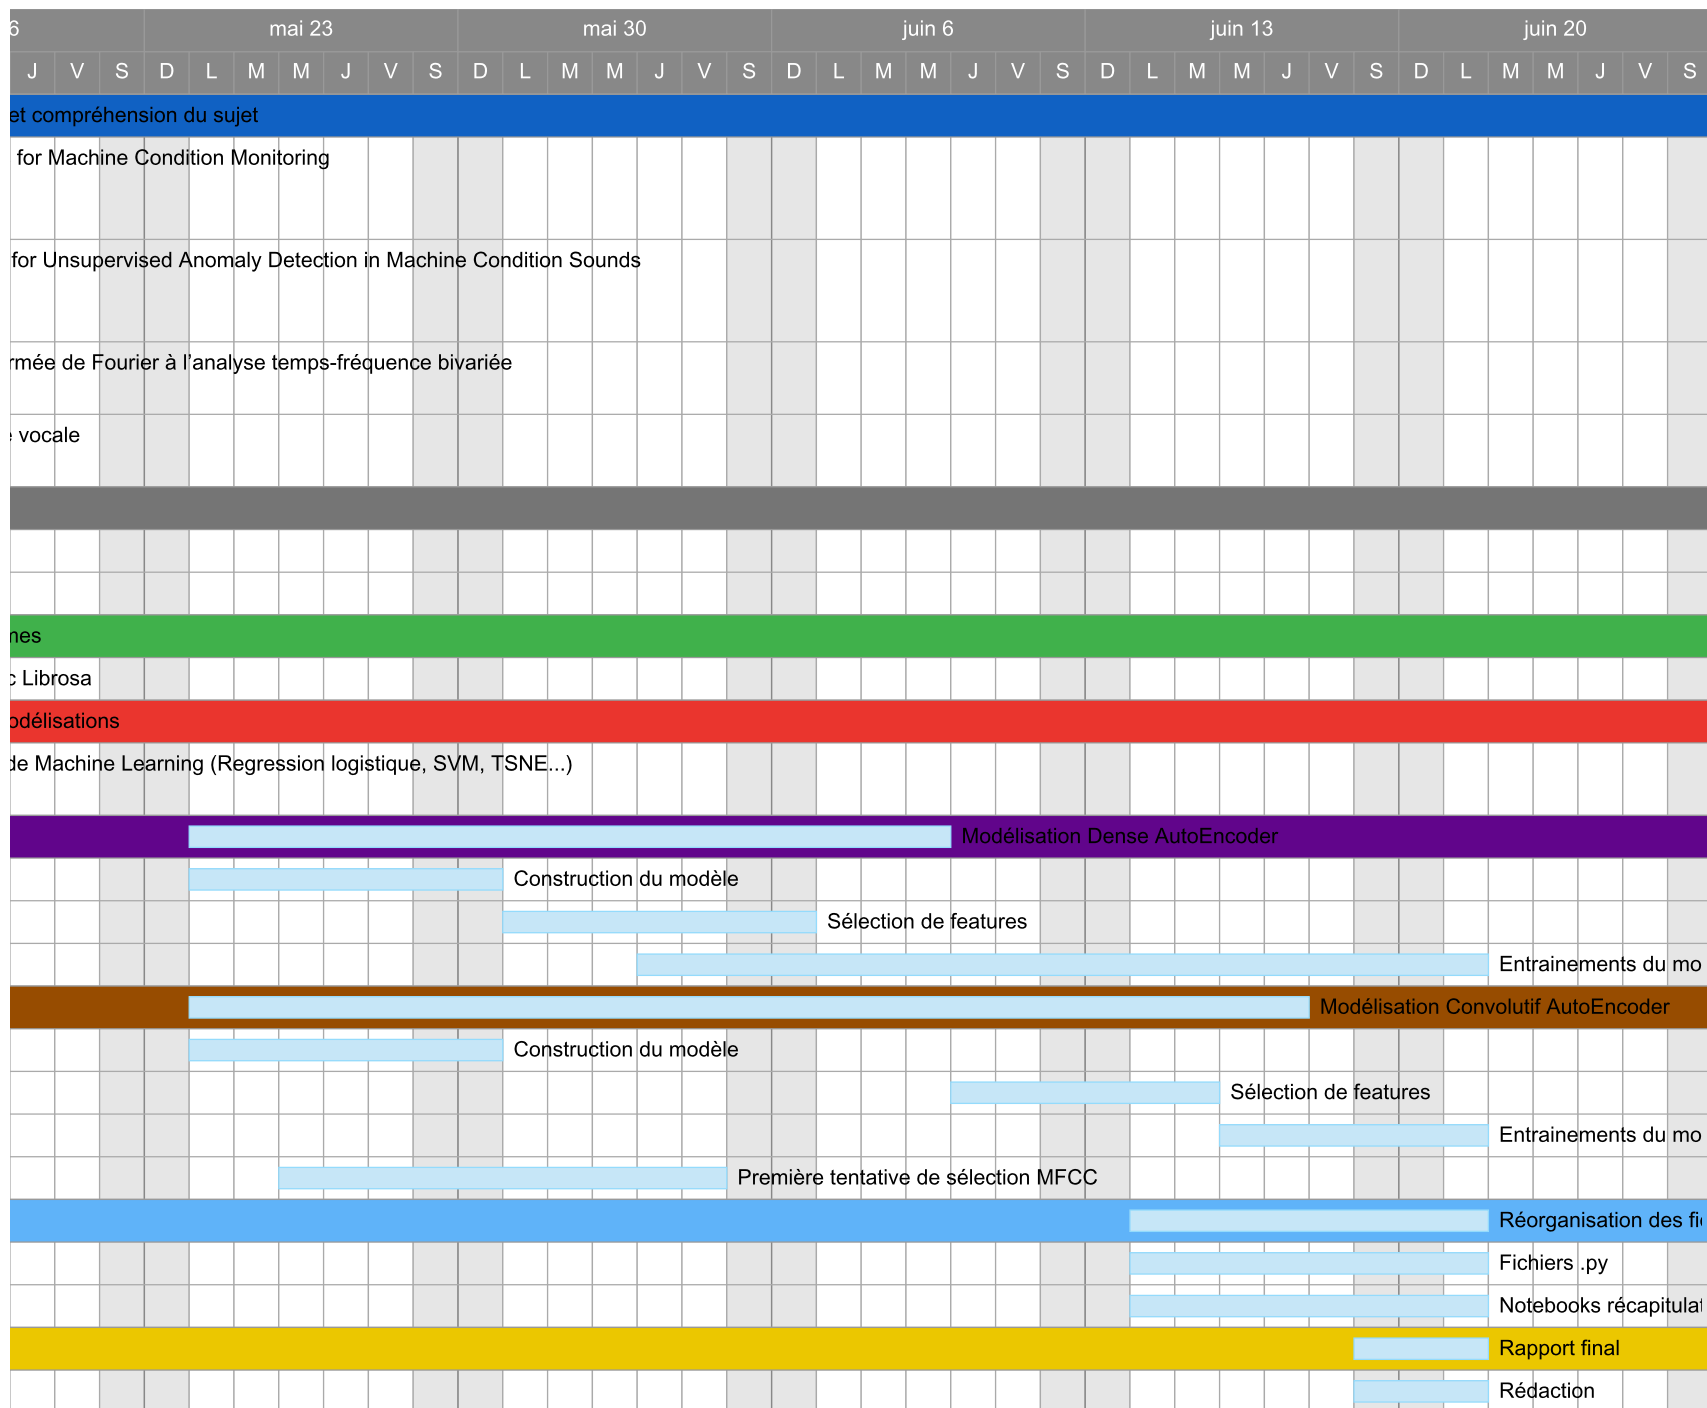 6 mai 23 mai 30 juin 6 juin 13 juin 20
J V S D L M M J V S D L M M J V S D L M M J V S D L M M J V S D L M M J V S
et compréhension du sujet
for Machine Condition Monitoring
for Unsupervised Anomaly Detection in Machine Condition Sounds
rmée de Fourier à l’analyse temps-fréquence bivariée
vocale
mes
c Librosa
odélisations
de Machine Learning (Regression logistique, SVM, TSNE...)
Modélisation Dense AutoEncoder
Construction du modèle
Sélection de features
Entrainements du mo
Modélisation Convolutif AutoEncoder
Construction du modèle
Sélection de features
Entrainements du mo
Première tentative de sélection MFCC
Réorganisation des fi
Fichiers .py
Notebooks récapitulat
Rapport final
Rédaction